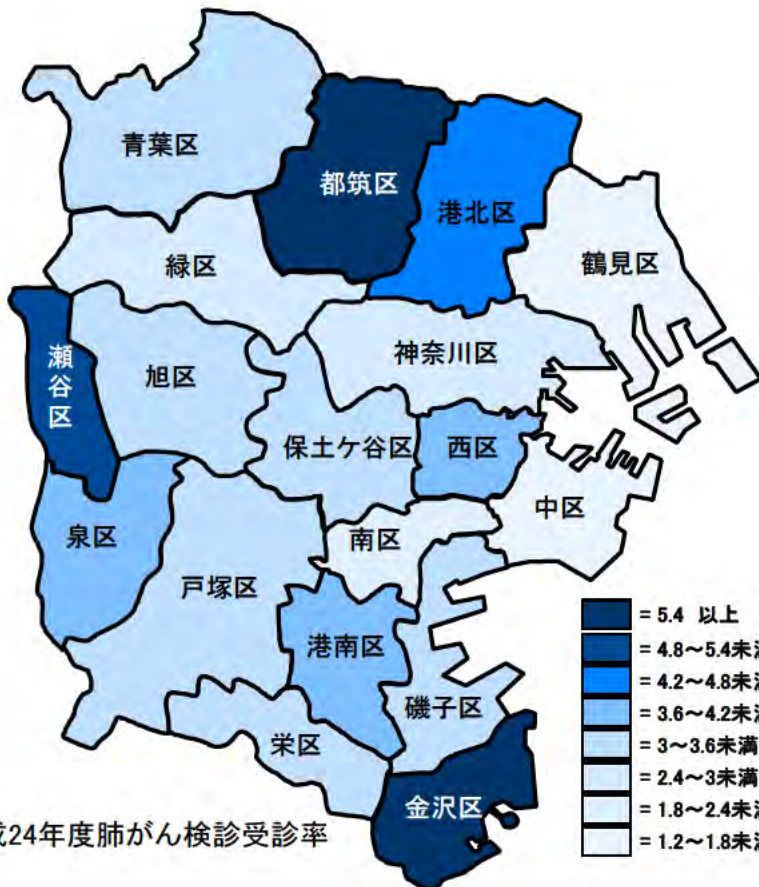 青葉区
都筑区
港北区
鶴見区
緑区
神奈川区
瀬谷区
旭区
保土ケ谷区
西区
中区
泉区
南区
戸塚区
港南区
磯子区
栄区
金沢区
= 5.4 以上
= 4.8～5.4未満
= 4.2～4.8未満
= 3.6～4.2未満
= 3～3.6未満
= 2.4～3未満
= 1.8～2.4未満
= 1.2～1.8未満
成24年度肺がん検診受診率